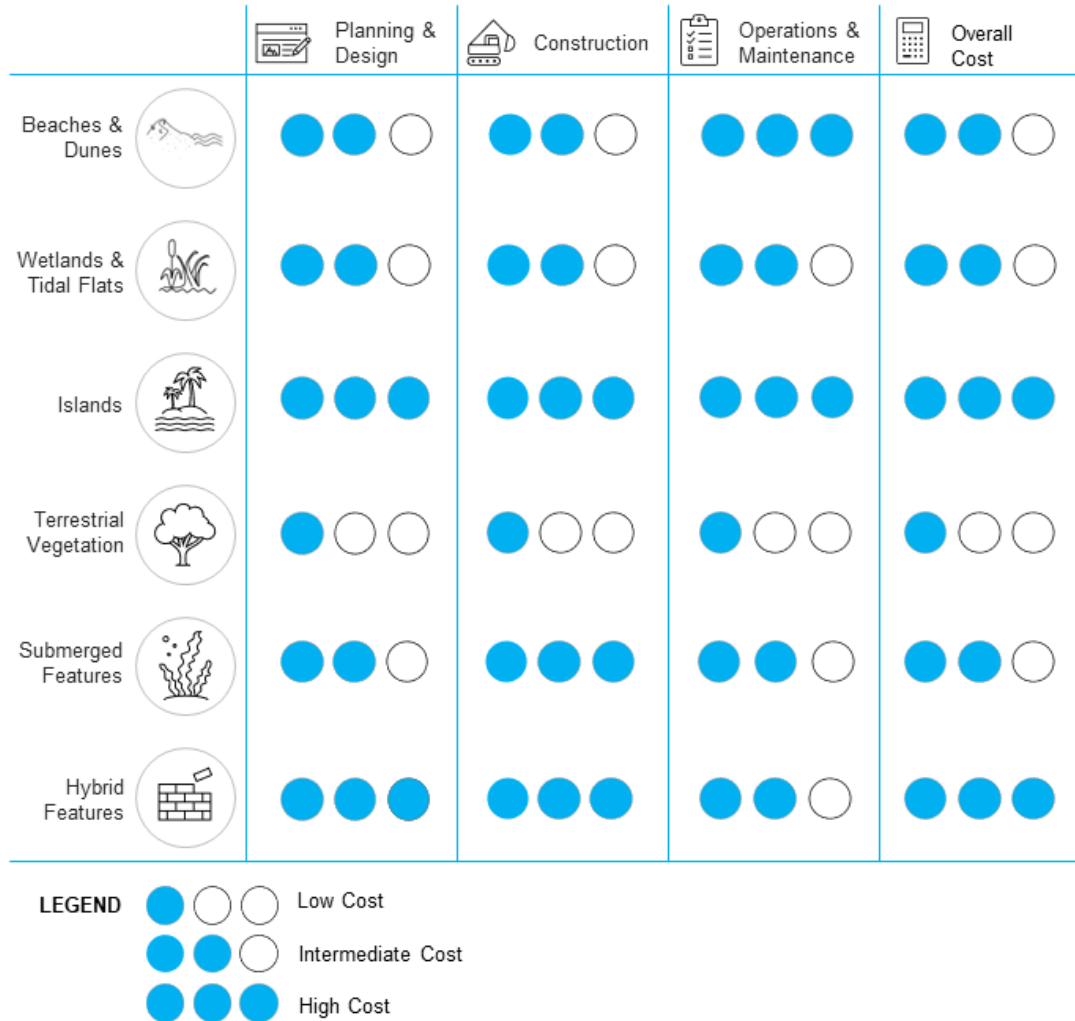 Planning &
Design
Construction
Operations &
Maintenance
Overall
Cost
Beaches &
Dunes
Wetlands &
Tidal Flats
Islands
Terrestrial
Vegetation
Submerged
Features
Hybrid
Features
LEGEND
Low Cost
Intermediate Cost
High Cost